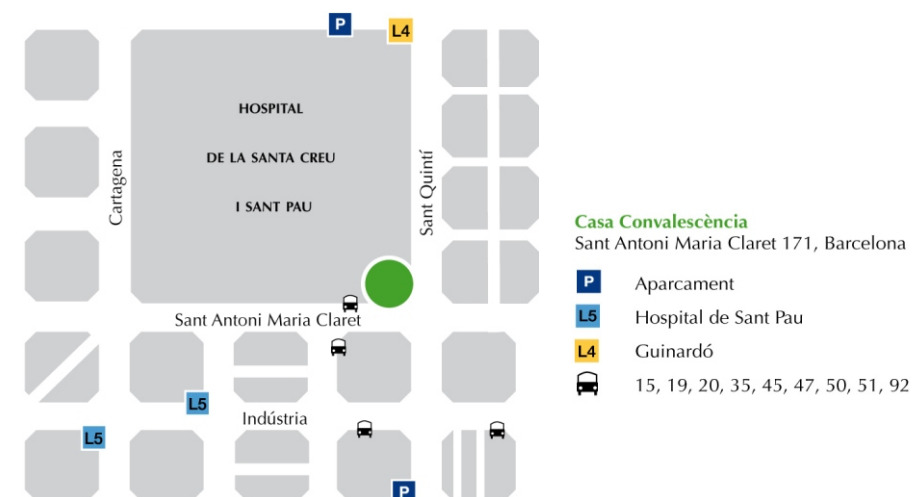 P
L4
HOSPITAL
DE LA SANTA CREU
I SANT PAU
Cartagena
Sant Quintí
Casa Convalescència
Sant Antoni Maria Claret 171, Barcelona
P Aparcament
L5 Hospital de Sant Pau
L4 Guinardó
15, 19, 20, 35, 45, 47, 50, 51, 92
Sant Antoni Maria Claret
L5
Indústria
L5
P